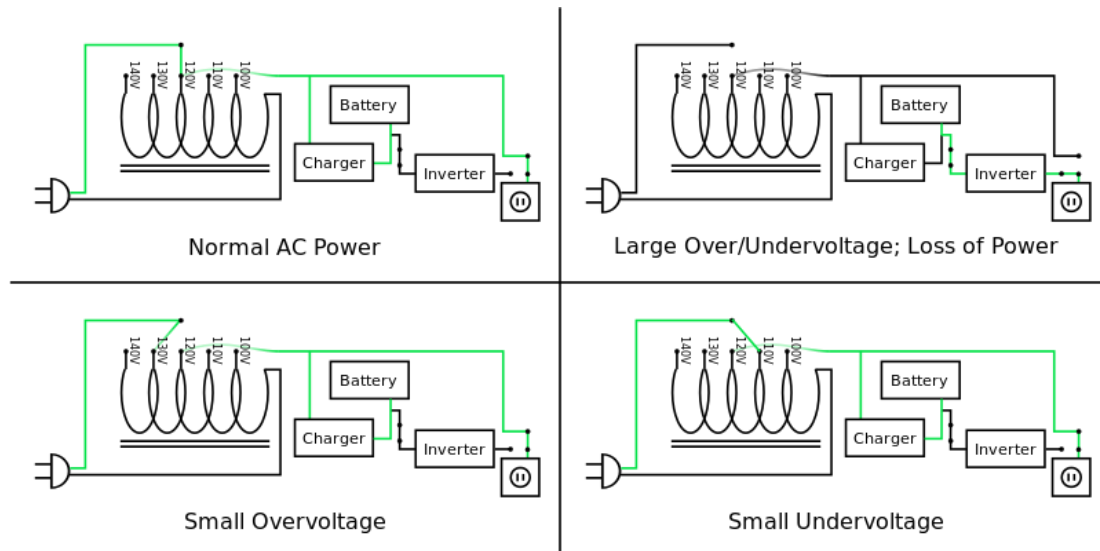 140V
130V
120V
110V
100V
Battery
Charger
Inverter
Normal AC Power
140V
130V
120V
110V
100V
Battery
Charger
Inverter
Large Over/Undervoltage; Loss of Power
140V
130V
120V
110V
100V
Battery
Charger
Inverter
Small Overvoltage
140V
130V
120V
110V
100V
Battery
Charger
Inverter
Small Undervoltage